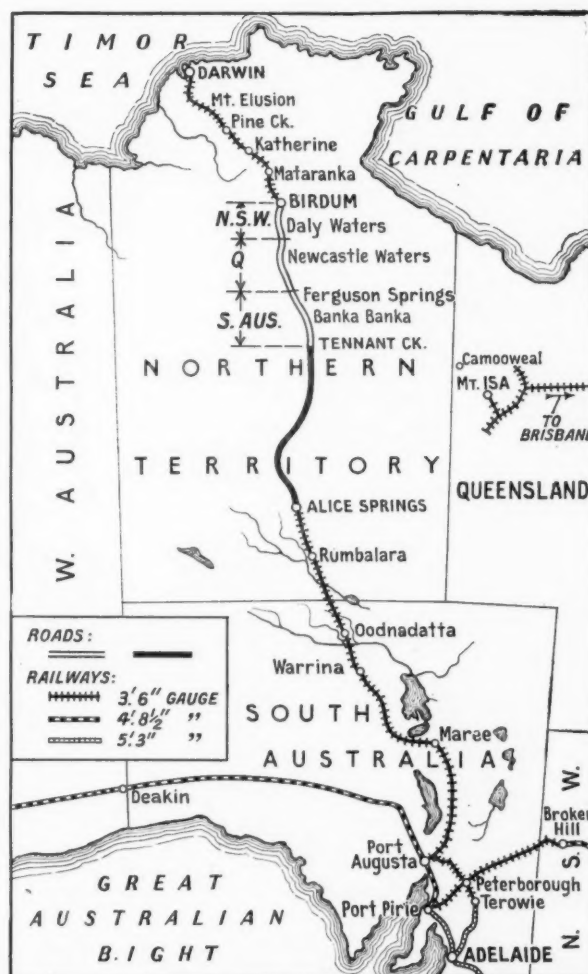 TIMOR
SEA
DARWIN
GULF OF
CARPENTARIA
Mt. Elusion
Pine Ck.
Katherine
Mataranka
BIRDUM
N.S.W.
Daly Waters
Q
Newcastle Waters
Ferguson Springs
S. AUS.
Banka Banka
TENNANT CK.
W. AUSTRALIA
NORTHERN
Camooweal
MT. ISA
TO
BRISBANE
TERRITORY
QUEENSLAND
ALICE SPRINGS
Rumbalara
Oodnadatta
ROADS:
Warrina
RAILWAYS:
3'.6" GAUGE
4'.8½" "
5'.3" "
SOUTH
Maree
AUSTRALIA
Deakin
Broken
Hill
N. S. W.
Port
Augusta
Peterborough
Terowie
GREAT
AUSTRALIAN
BIGHT
Port Pirie
ADELAIDE